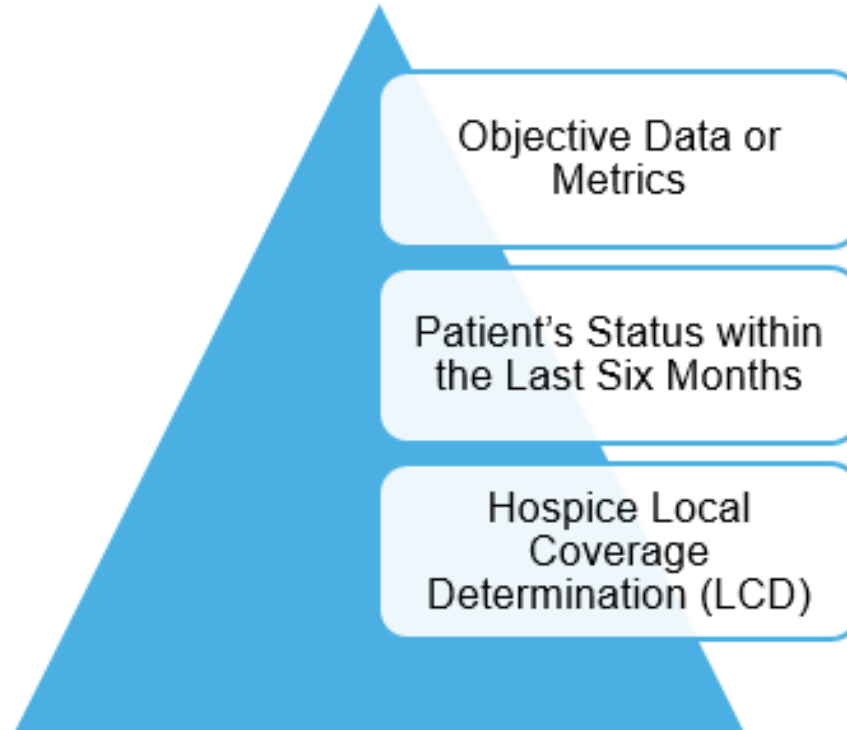 Objective Data or
Metrics
Patient’s Status within
the Last Six Months
Hospice Local
Coverage
Determination (LCD)